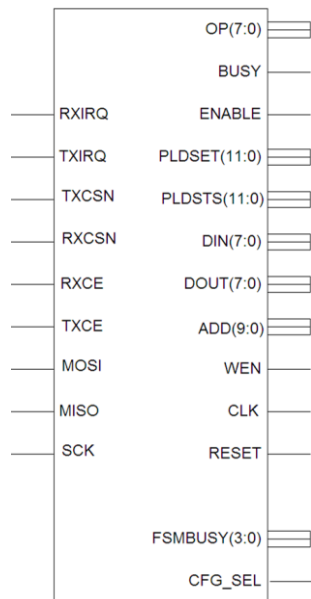 OP(7:0)
BUSY
RXIRQ ENABLE
TXIRQ PLDSET(11:0)
TXCSN PLDSTS(11:0)
RXCSN DIN(7:0)
RXCE DOUT(7:0)
TXCE ADD(9:0)
MOSI WEN
MISO CLK
SCK RESET
FSMBUSY(3:0)
CFG_SEL